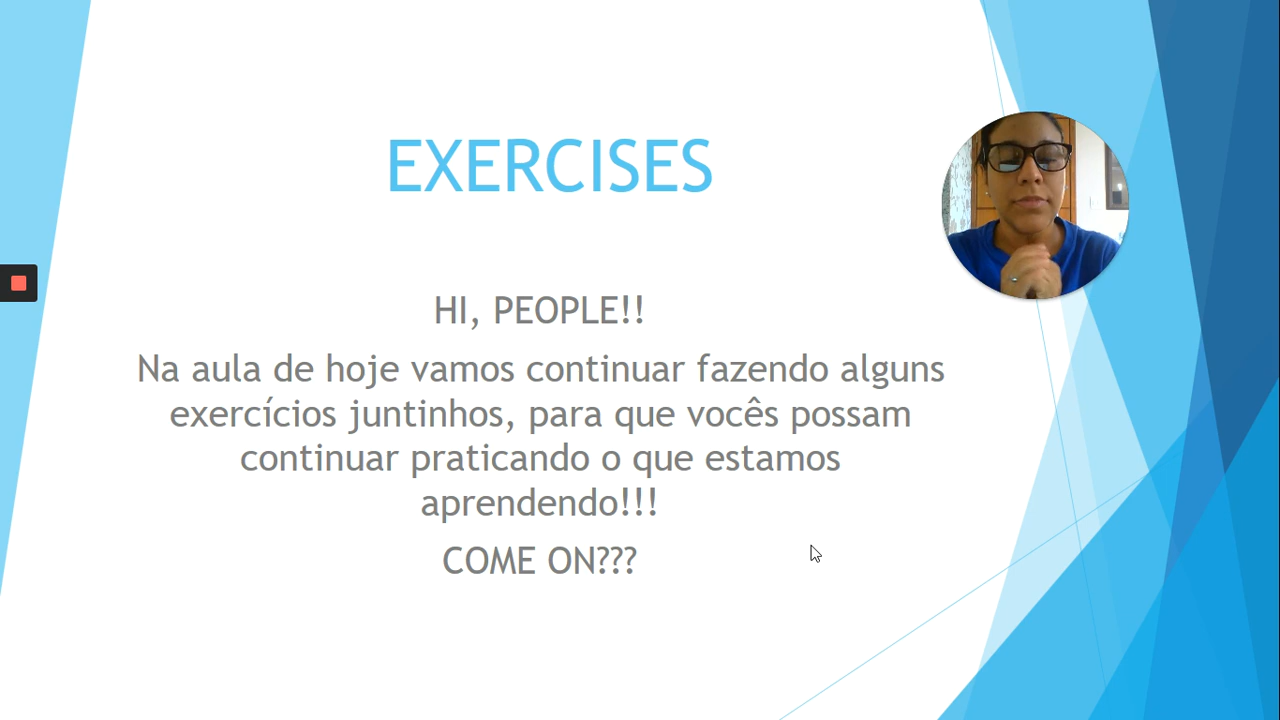 EXERCISES
HI, PEOPLE!!
Na aula de hoje vamos continuar fazendo alguns
exercícios juntinhos, para que vocês possam
continuar praticando o que estamos
aprendendo!!!
COME ON???